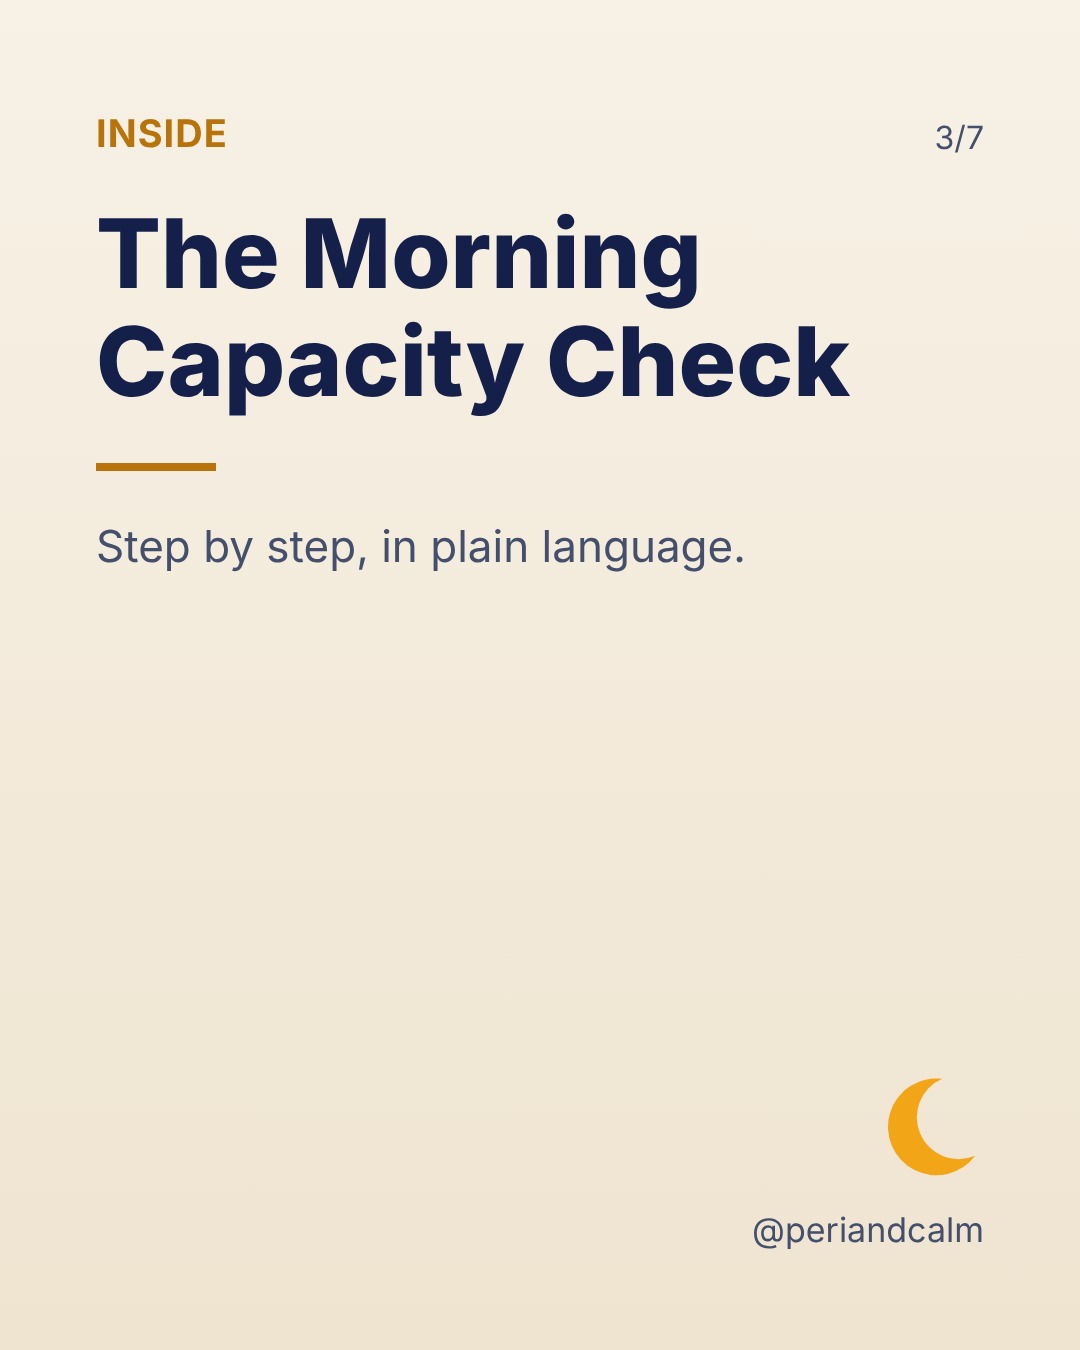 INSIDE
3/7
The Morning
Capacity Check
Step by step, in plain language.
@periandcalm